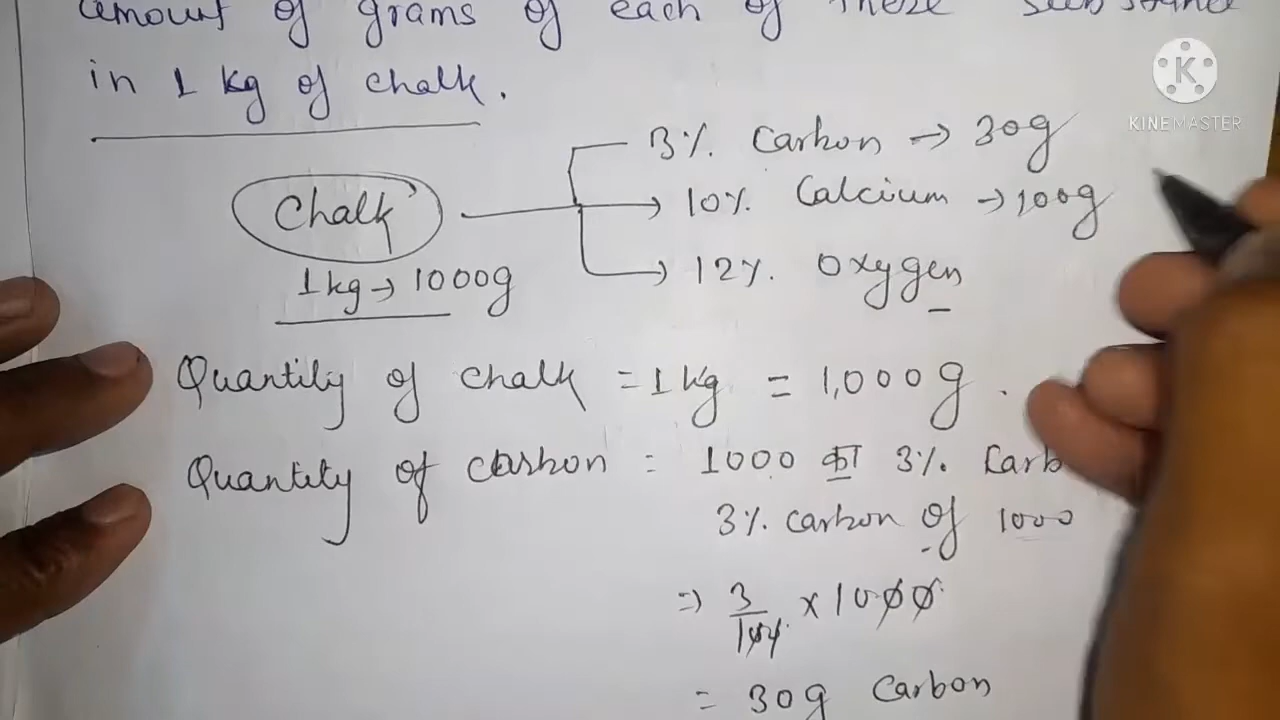 amount of grams of each of these substance
in 1 kg of chalk.
K
KINEMASTER
3% Carbon → 30g
Chalk
10% Calcium → 100g
1kg → 1000g
12% Oxygen
Quantity of chalk = 1 kg = 1,000g.
Quantity of carbon = 1000 का 3% Carb
3% carbon of 1000
⇒ 3/100 × 1000
= 30g Carbon